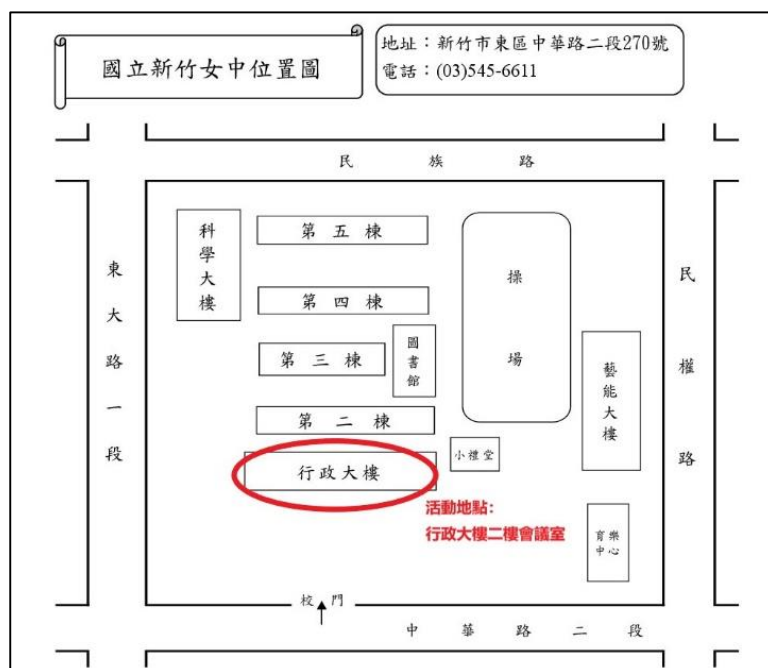 國立新竹女中位置圖
地址：新竹市東區中華路二段270號
電話：(03)545-6611
民族路
東大路一段
民權路
科學大樓
第五棟
第四棟
第三棟
圖書館
第二棟
操場
藝能大樓
小禮堂
行政大樓
活動地點:
行政大樓二樓會議室
育樂
中心
校門
中華路二段